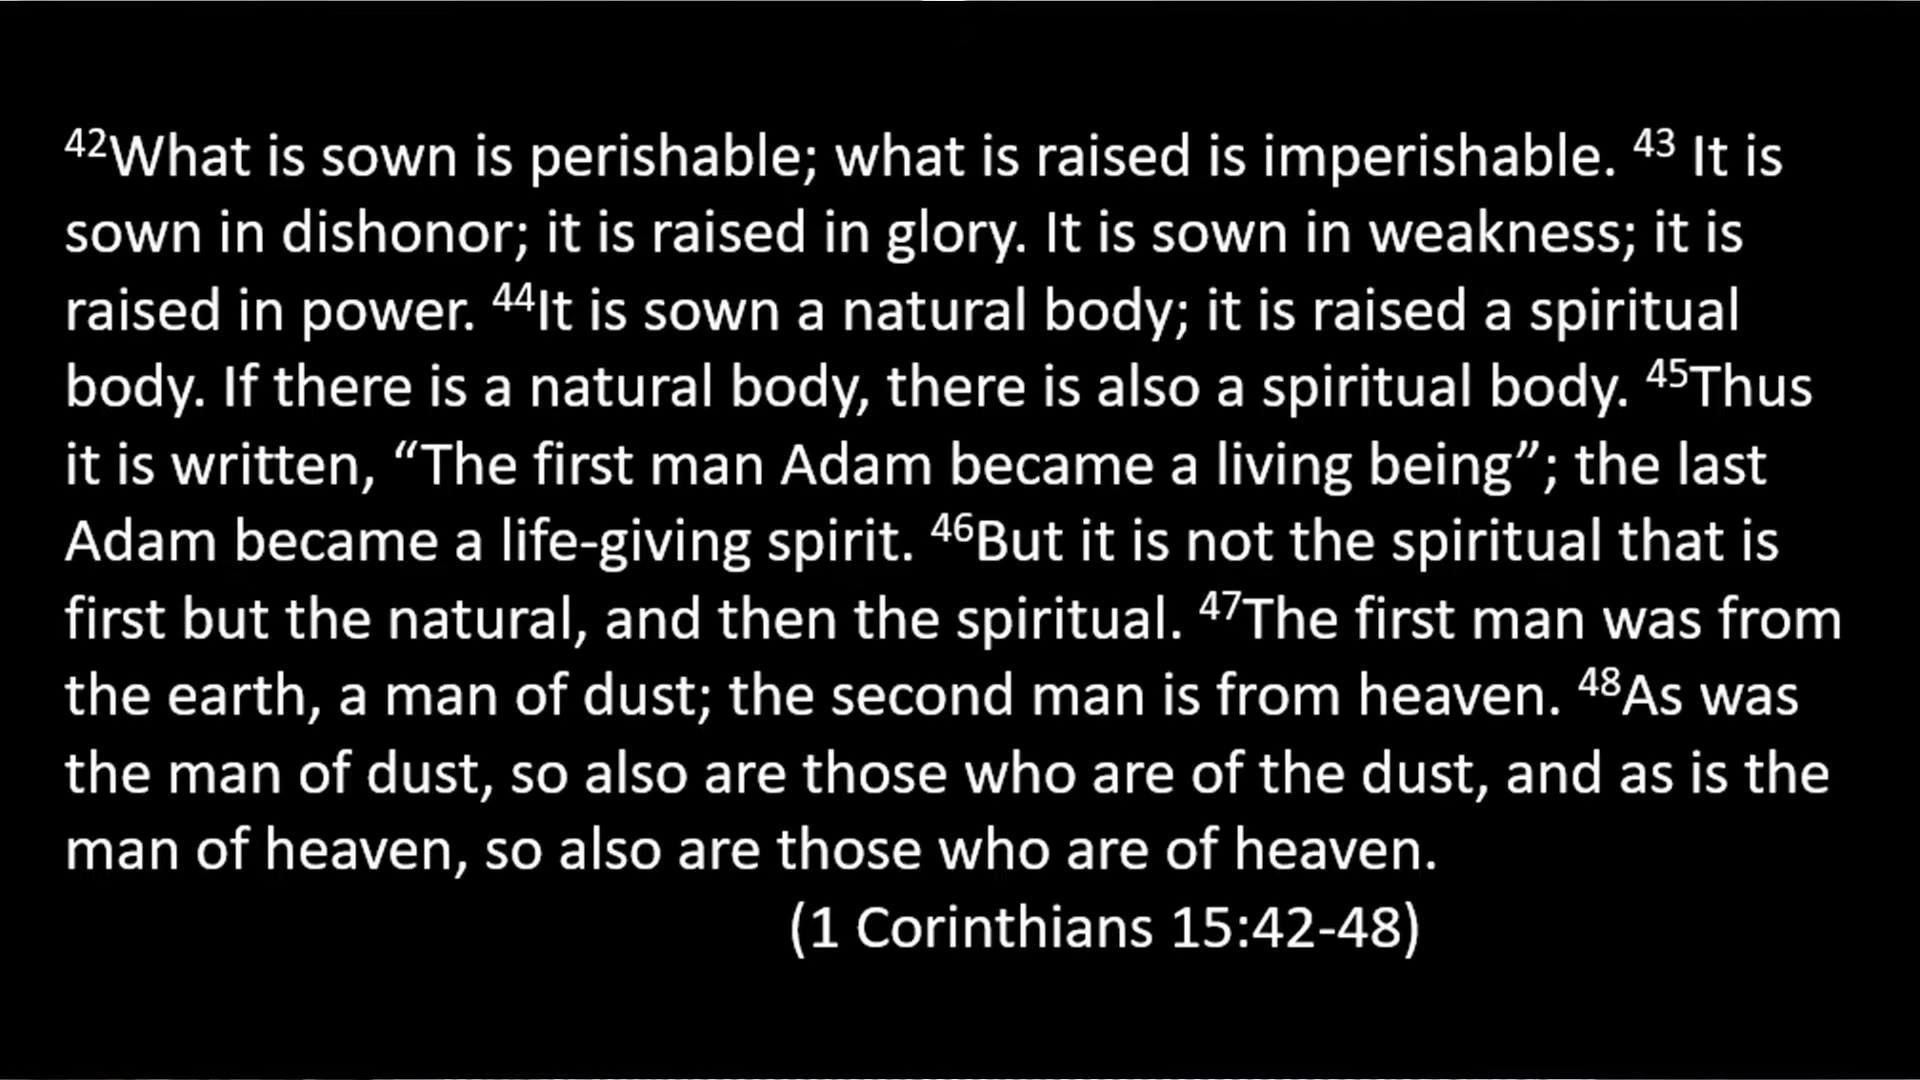 42What is sown is perishable; what is raised is imperishable. 43 It is
sown in dishonor; it is raised in glory. It is sown in weakness; it is
raised in power. 44It is sown a natural body; it is raised a spiritual
body. If there is a natural body, there is also a spiritual body. 45Thus
it is written, “The first man Adam became a living being”; the last
Adam became a life-giving spirit. 46But it is not the spiritual that is
first but the natural, and then the spiritual. 47The first man was from
the earth, a man of dust; the second man is from heaven. 48As was
the man of dust, so also are those who are of the dust, and as is the
man of heaven, so also are those who are of heaven.
(1 Corinthians 15:42-48)